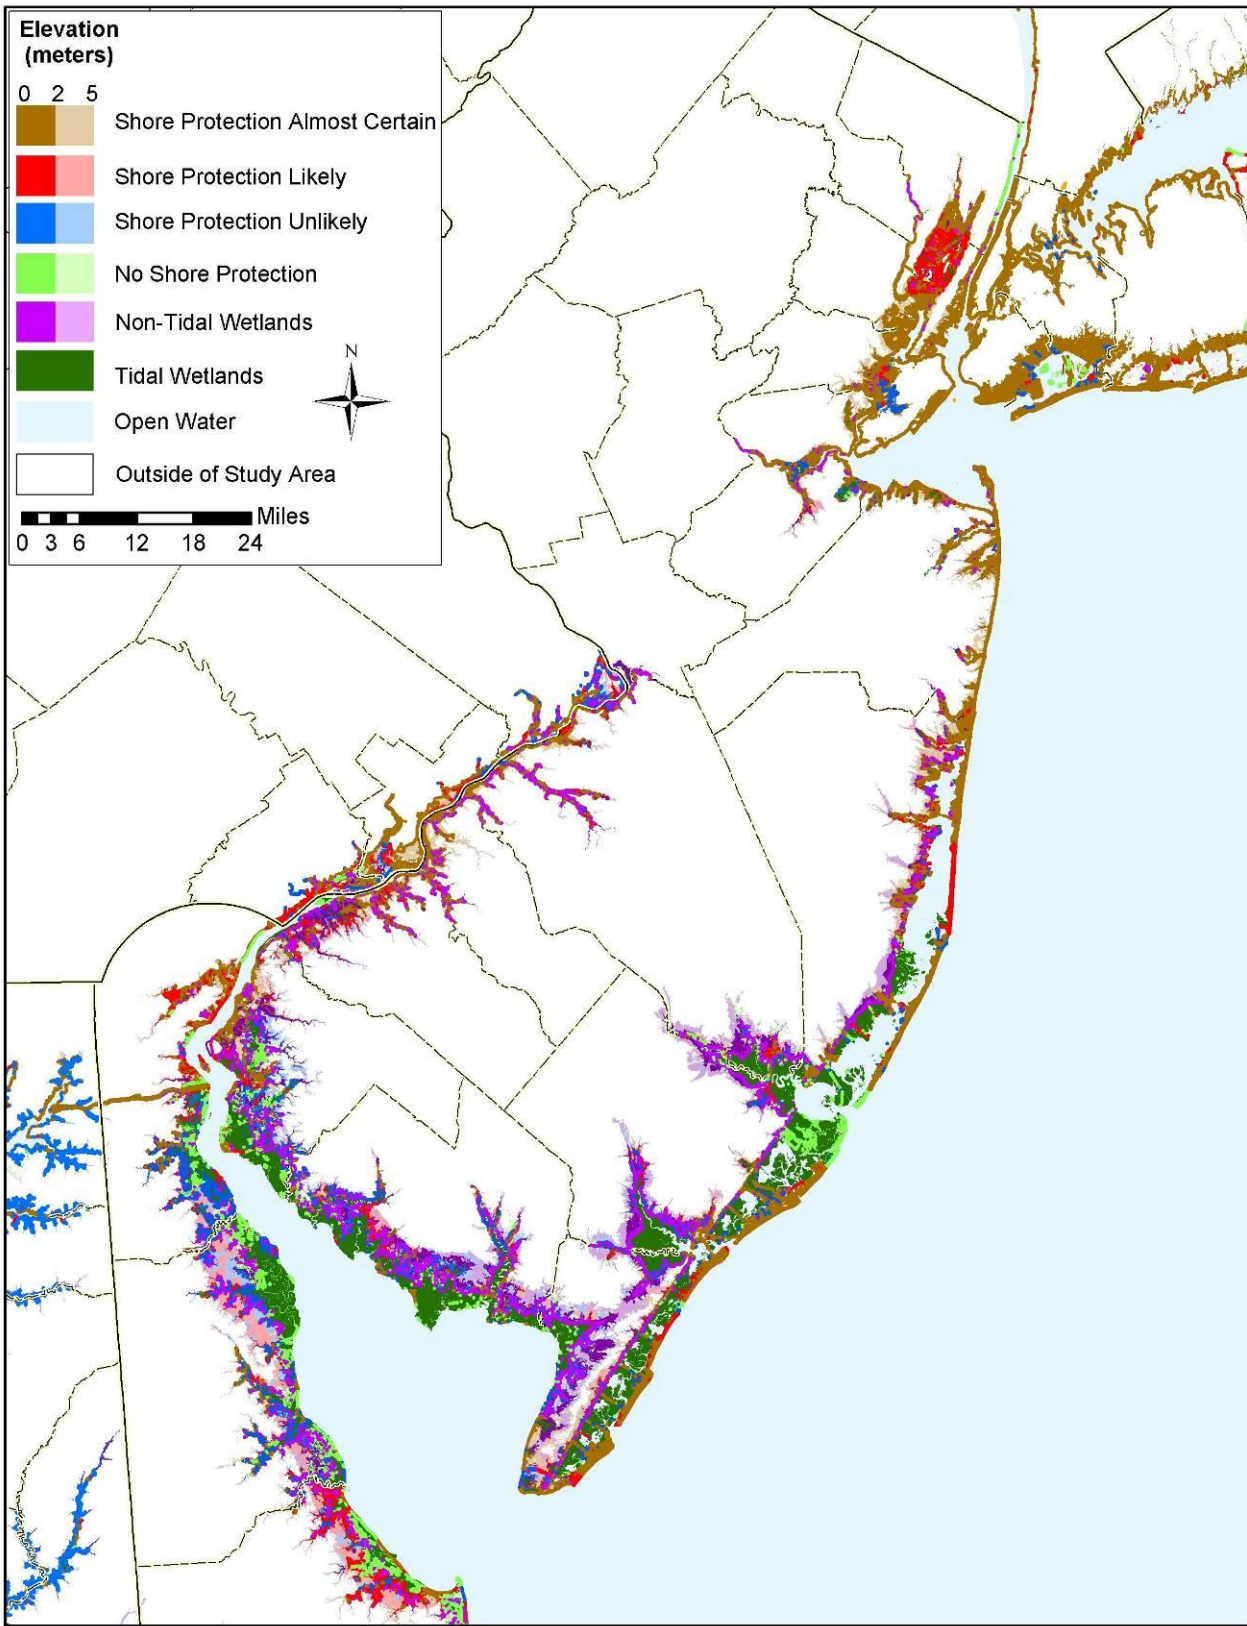 Elevation
(meters)
0 2 5
Shore Protection Almost Certain
Shore Protection Likely
Shore Protection Unlikely
No Shore Protection
Non-Tidal Wetlands
N
Tidal Wetlands
Open Water
Outside of Study Area
Miles
0 3 6 12 18 24